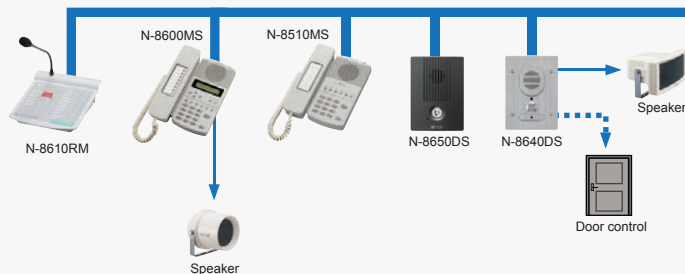 N-8600MS
N-8510MS
N-8610RM
N-8650DS
N-8640DS
Speaker
Door control
Speaker